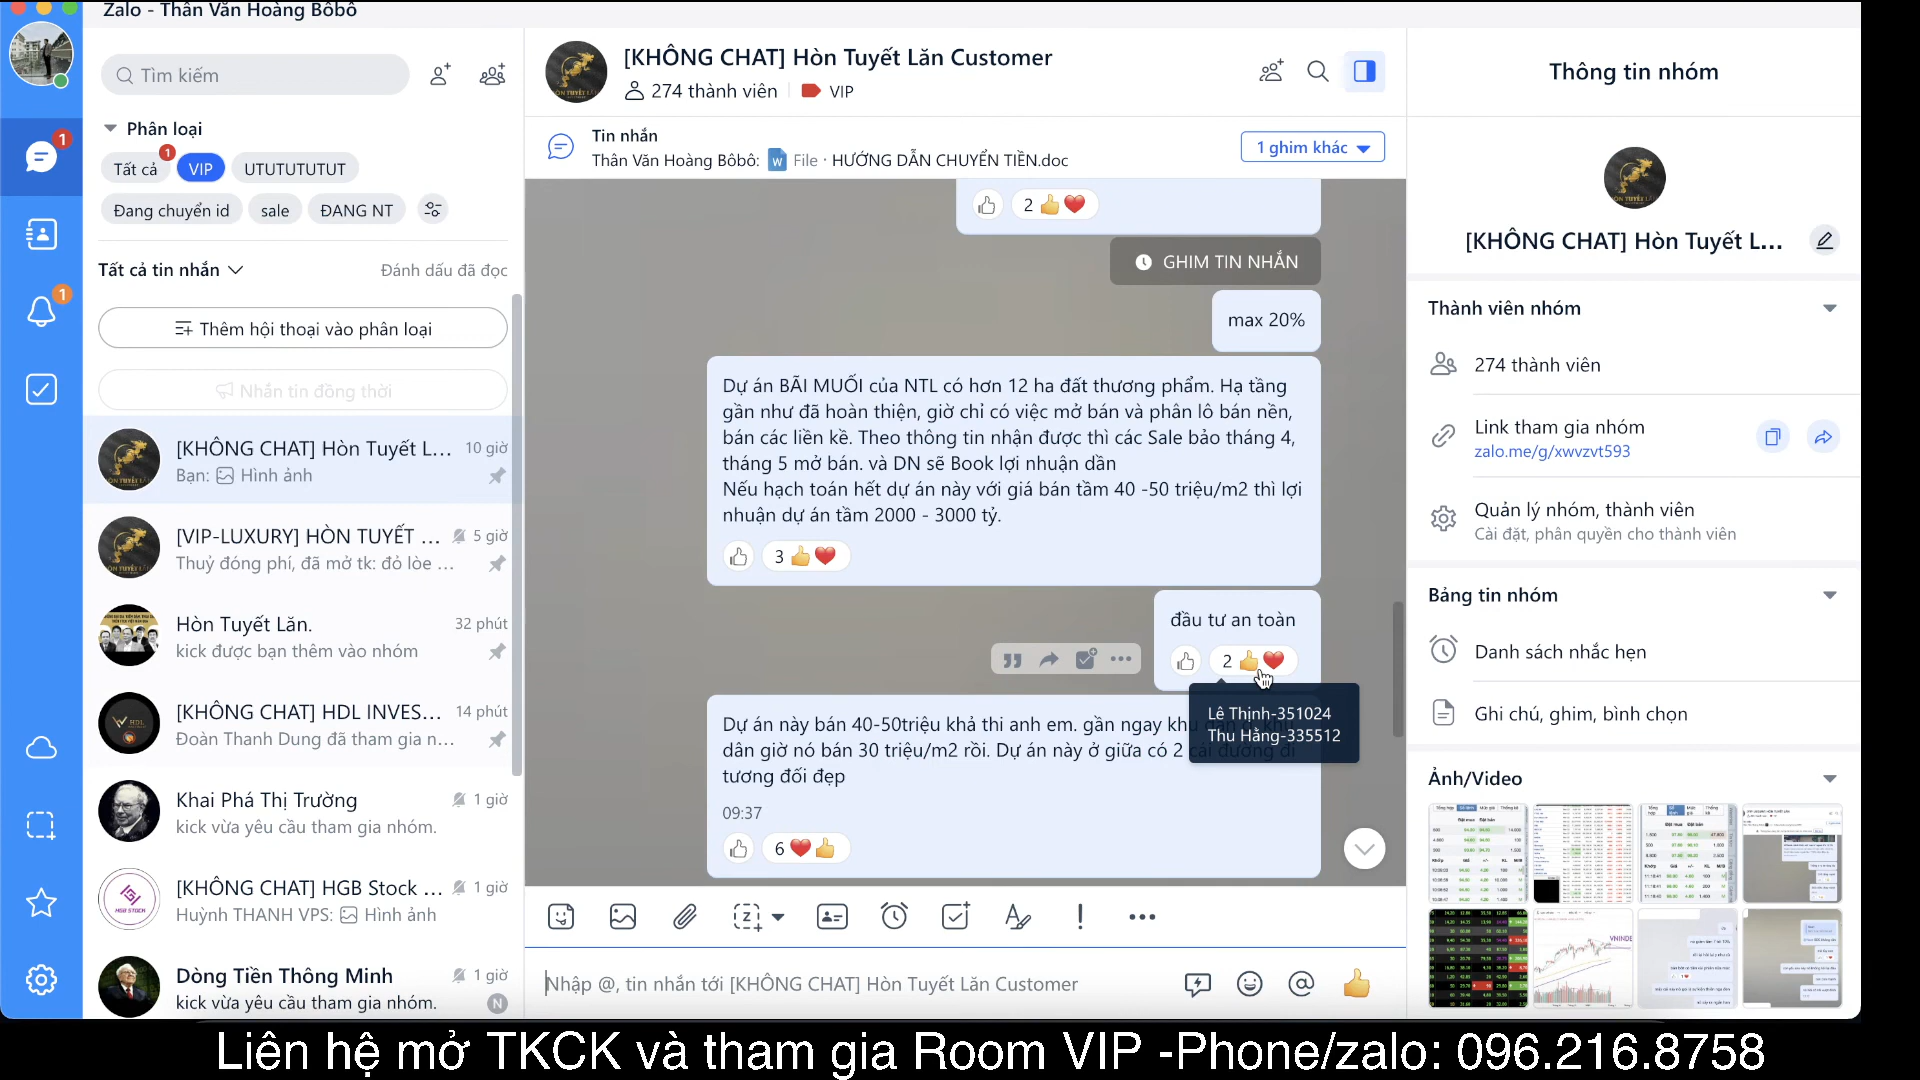 Zalo - Thân Văn Hoàng Bôbô
Tìm kiếm
Phân loại
Tất cả
1
VIP
UTUTUTUTUT
Đang chuyển id
sale
ĐANG NT
Tất cả tin nhắn
Đánh dấu đã đọc
Thêm hội thoại vào phân loại
Nhắn tin đồng thời
[KHÔNG CHAT] Hòn Tuyết L...
10 giờ
Bạn: Hình ảnh
[VIP-LUXURY] HÒN TUYẾT ...
5 giờ
Thuỷ đóng phí, đã mở tk: đỏ lòe ...
Hòn Tuyết Lăn.
32 phút
kick được bạn thêm vào nhóm
[KHÔNG CHAT] HDL INVES...
14 phút
Đoàn Thanh Dung đã tham gia n...
Khai Phá Thị Trường
1 giờ
kick vừa yêu cầu tham gia nhóm.
[KHÔNG CHAT] HGB Stock ...
1 giờ
Huỳnh THANH VPS: Hình ảnh
Dòng Tiền Thông Minh
1 giờ
kick vừa yêu cầu tham gia nhóm.
N
1
1
[KHÔNG CHAT] Hòn Tuyết Lăn Customer
274 thành viên
VIP
Tin nhắn
Thân Văn Hoàng Bôbô: W File · HƯỚNG DẪN CHUYỂN TIỀN.doc
1 ghim khác
2
GHIM TIN NHẮN
max 20%
Dự án BÃI MUỐI của NTL có hơn 12 ha đất thương phẩm. Hạ tầng
gần như đã hoàn thiện, giờ chỉ có việc mở bán và phân lô bán nền,
bán các liền kề. Theo thông tin nhận được thì các Sale bảo tháng 4,
tháng 5 mở bán. và DN sẽ Book lợi nhuận dần
Nếu hạch toán hết dự án này với giá bán tầm 40 -50 triệu/m2 thì lợi
nhuận dự án tầm 2000 - 3000 tỷ.
3
đầu tư an toàn
2
Lê Thịnh-351024
Thu Hằng-335512
Dự án này bán 40-50triệu khả thi anh em. gần ngay khu dân ở, khu
dân giờ nó bán 30 triệu/m2 rồi. Dự án này ở giữa có 2 cái đường đi
tương đối đẹp
09:37
6
Nhập @, tin nhắn tới [KHÔNG CHAT] Hòn Tuyết Lăn Customer
Thông tin nhóm
[KHÔNG CHAT] Hòn Tuyết L...
Thành viên nhóm
274 thành viên
Link tham gia nhóm
zalo.me/g/xwvzvt593
Quản lý nhóm, thành viên
Cài đặt, phân quyền cho thành viên
Bảng tin nhóm
Danh sách nhắc hẹn
Ghi chú, ghim, bình chọn
Ảnh/Video
Liên hệ mở TKCK và tham gia Room VIP -Phone/zalo: 096.216.8758